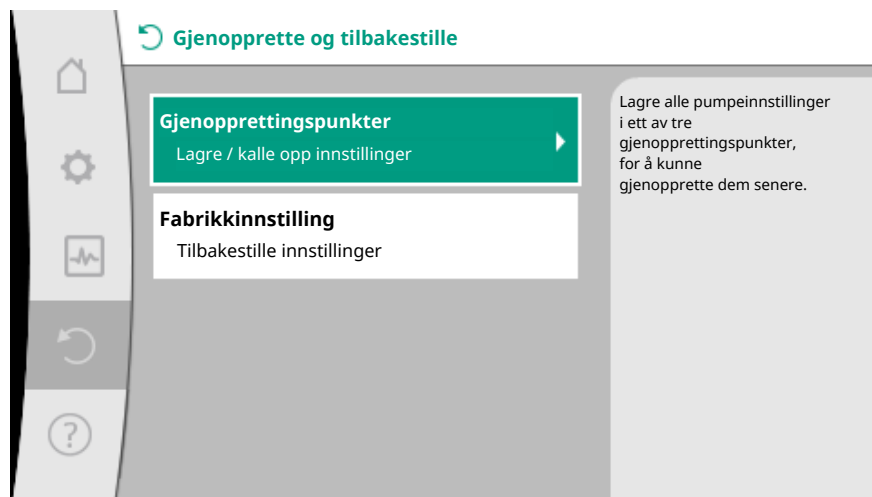 Gjenopprette og tilbakestille
Gjenopprettingspunkter
Lagre / kalle opp innstillinger
Fabrikkinnstilling
Tilbakestille innstillinger
Lagre alle pumpeinnstillinger
i ett av tre
gjenopprettingspunkter,
for å kunne
gjenopprette dem senere.
?